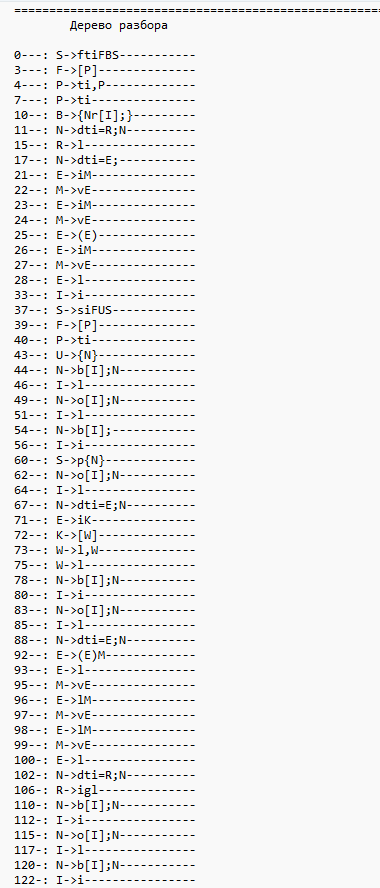 ====================================================
Дерево разбора
0---: S->ftiFBS-----------
3---: F->[P]--------------
4---: P->ti,P-------------
7---: P->ti---------------
10--: B->{Nr[I];}---------
11--: N->dti=R;N----------
15--: R->l----------------
17--: N->dti=E;-----------
21--: E->iM---------------
22--: M->vE---------------
23--: E->iM---------------
24--: M->vE---------------
25--: E->(E)--------------
26--: E->iM---------------
27--: M->vE---------------
28--: E->l----------------
33--: I->i----------------
37--: S->siFUS------------
39--: F->[P]--------------
40--: P->ti---------------
43--: U->{N}--------------
44--: N->b[I];N-----------
46--: I->l----------------
49--: N->o[I];N-----------
51--: I->l----------------
54--: N->b[I];------------
56--: I->i----------------
60--: S->p{N}-------------
62--: N->o[I];N-----------
64--: I->l----------------
67--: N->dti=E;N----------
71--: E->iK---------------
72--: K->[W]--------------
73--: W->l,W--------------
75--: W->l----------------
78--: N->b[I];N-----------
80--: I->i----------------
83--: N->o[I];N-----------
85--: I->l----------------
88--: N->dti=E;N----------
92--: E->(E)M-------------
93--: E->l----------------
95--: M->vE---------------
96--: E->lM---------------
97--: M->vE---------------
98--: E->lM---------------
99--: M->vE---------------
100-: E->l----------------
102-: N->dti=R;N----------
106-: R->igl--------------
110-: N->b[I];N-----------
112-: I->i----------------
115-: N->o[I];N-----------
117-: I->l----------------
120-: N->b[I];N-----------
122-: I->i----------------